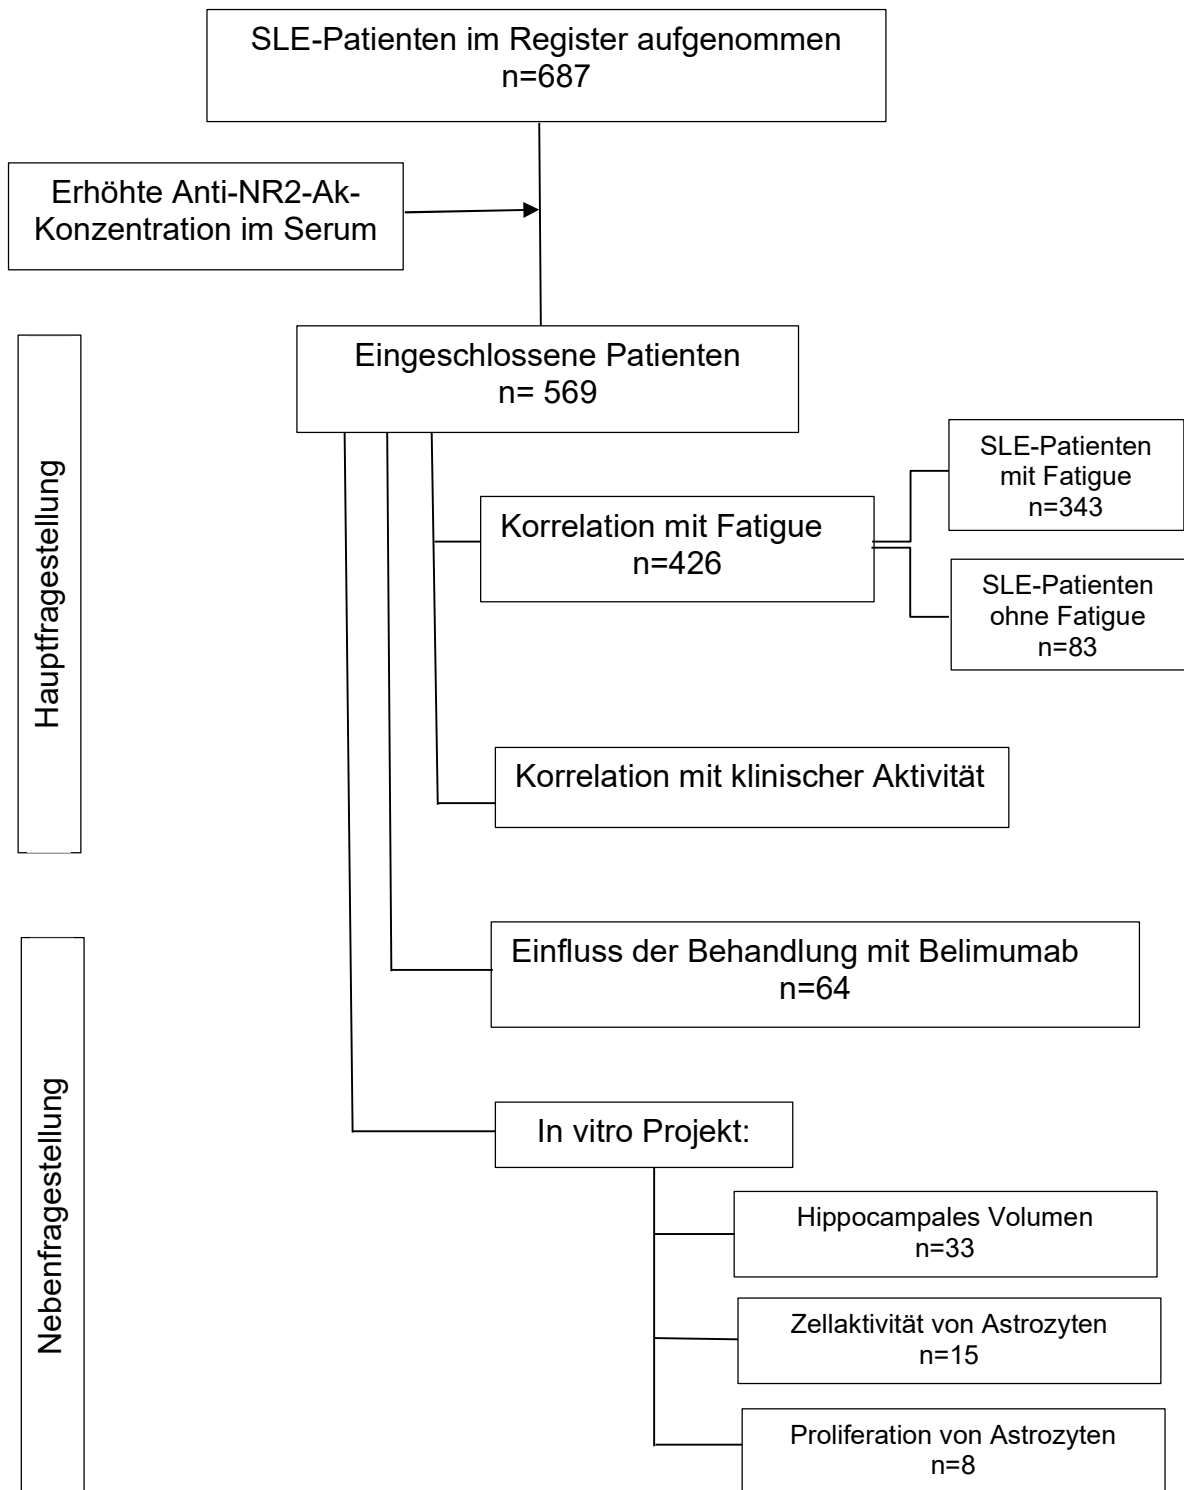 SLE-Patienten im Register aufgenommen
n=687
Erhöhte Anti-NR2-Ak-
Konzentration im Serum
Eingeschlossene Patienten
n= 569
Hauptfragestellung
Korrelation mit Fatigue
n=426
SLE-Patienten
mit Fatigue
n=343
SLE-Patienten
ohne Fatigue
n=83
Korrelation mit klinischer Aktivität
Nebenfragestellung
Einfluss der Behandlung mit Belimumab
n=64
In vitro Projekt:
Hippocampales Volumen
n=33
Zellaktivität von Astrozyten
n=15
Proliferation von Astrozyten
n=8